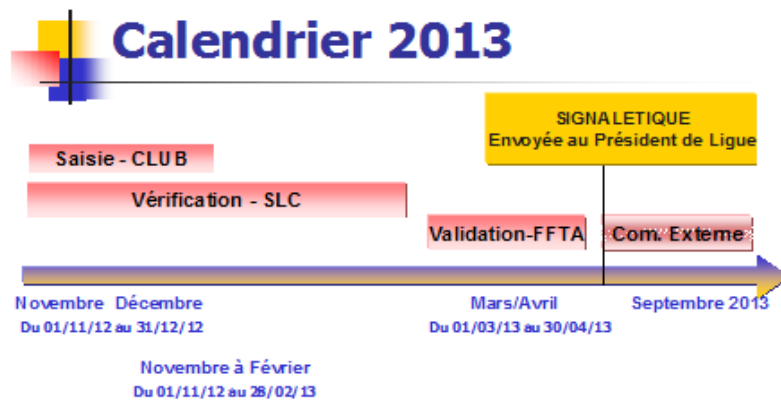 Calendrier 2013
SIGNALETIQUE
Envoyée au Président de Ligue
Saisie - CLUB
Vérification - SLC
Validation-FFTA
Com. Externe
Novembre Décembre
Du 01/11/12 au 31/12/12
Mars/Avril
Du 01/03/13 au 30/04/13
Septembre 2013
Novembre à Février
Du 01/11/12 au 28/02/13